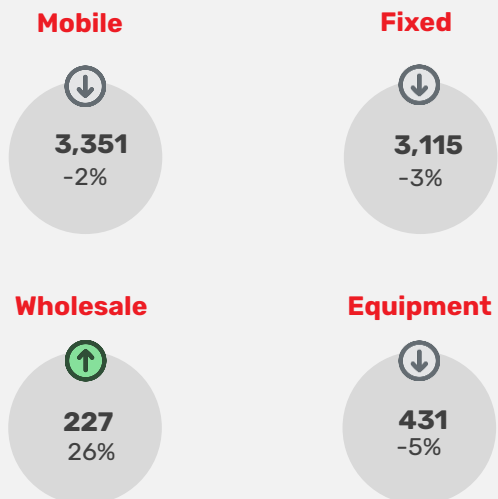 Mobile
3,351
-2%
Fixed
3,115
-3%
Wholesale
227
26%
Equipment
431
-5%